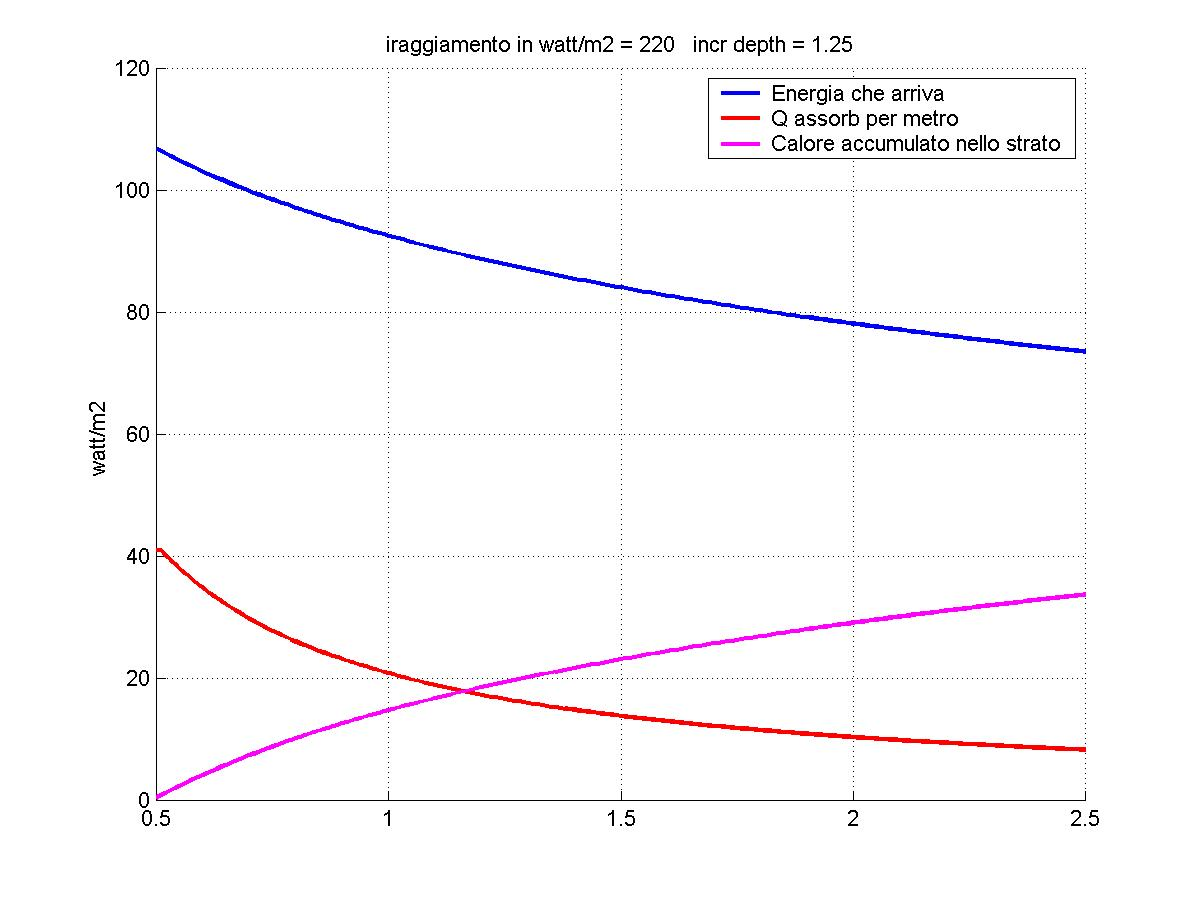 iraggiamento in watt/m2 = 220 incr depth = 1.25
120
Energia che arriva
Q assorb per metro
Calore accumulato nello strato
100
80
60
watt/m2
40
20
0
0.5 1 1.5 2 2.5